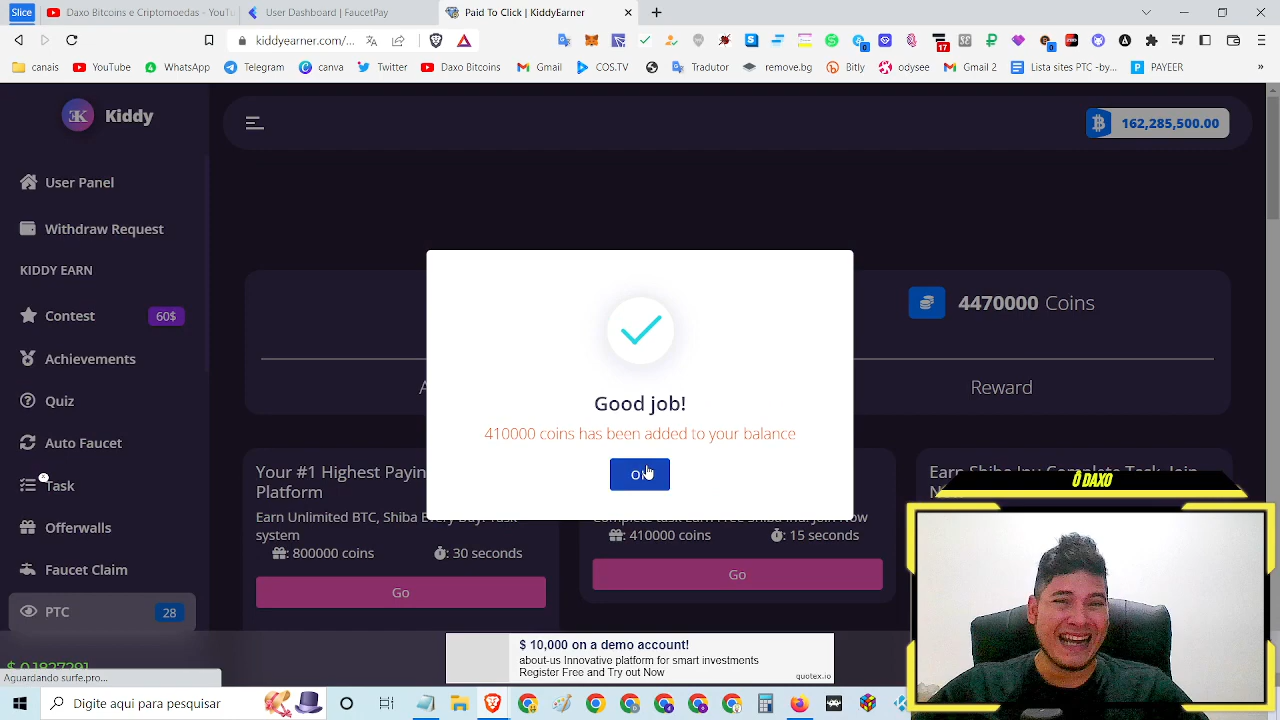 Slice
Daxo Bitcoins e Criptomoedas - YouTu
User Dashboard | FaucetPay
Paid To Click | KiddyEarner
kiddyearner.com/...
17
0
0
canais
YouTube
WhatsApp
Telegram
canva
Twitter
Daxo Bitcoins
Gmail
COS.TV
Tradutor
remove.bg
Bitly
odysee
Gmail 2
Lista sites PTC -by...
PAYEER
»
Kiddy
162,285,500.00
User Panel
Withdraw Request
KIDDY EARN
Contest
60$
Achievements
Quiz
Auto Faucet
Task
Offerwalls
Faucet Claim
PTC
28
4470000 Coins
Reward
Good job!
410000 coins has been added to your balance
Your #1 Highest Payin
Platform
Earn Unlimited BTC, Shiba Every Day! Task
system
: 800000 coins
: 30 seconds
Go
: 410000 coins
: 15 seconds
Go
Earn Shiba Inu Complete Task Join
Ô DAXO
$ 10,000 on a demo account!
about-us Innovative platform for smart investments
Register Free and Try out Now
quotex.io
Aguardando surfe.pro...
Digite aqui para pesquisar.